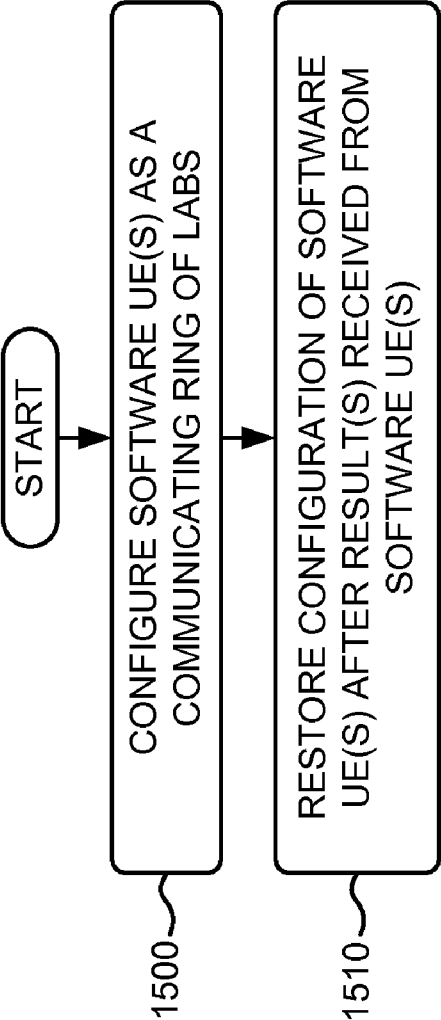 START
CONFIGURE SOFTWARE UE(S) AS A
COMMUNICATING RING OF LABS
1500
RESTORE CONFIGURATION OF SOFTWARE
UE(S) AFTER RESULT(S) RECEIVED FROM
SOFTWARE UE(S)
1510